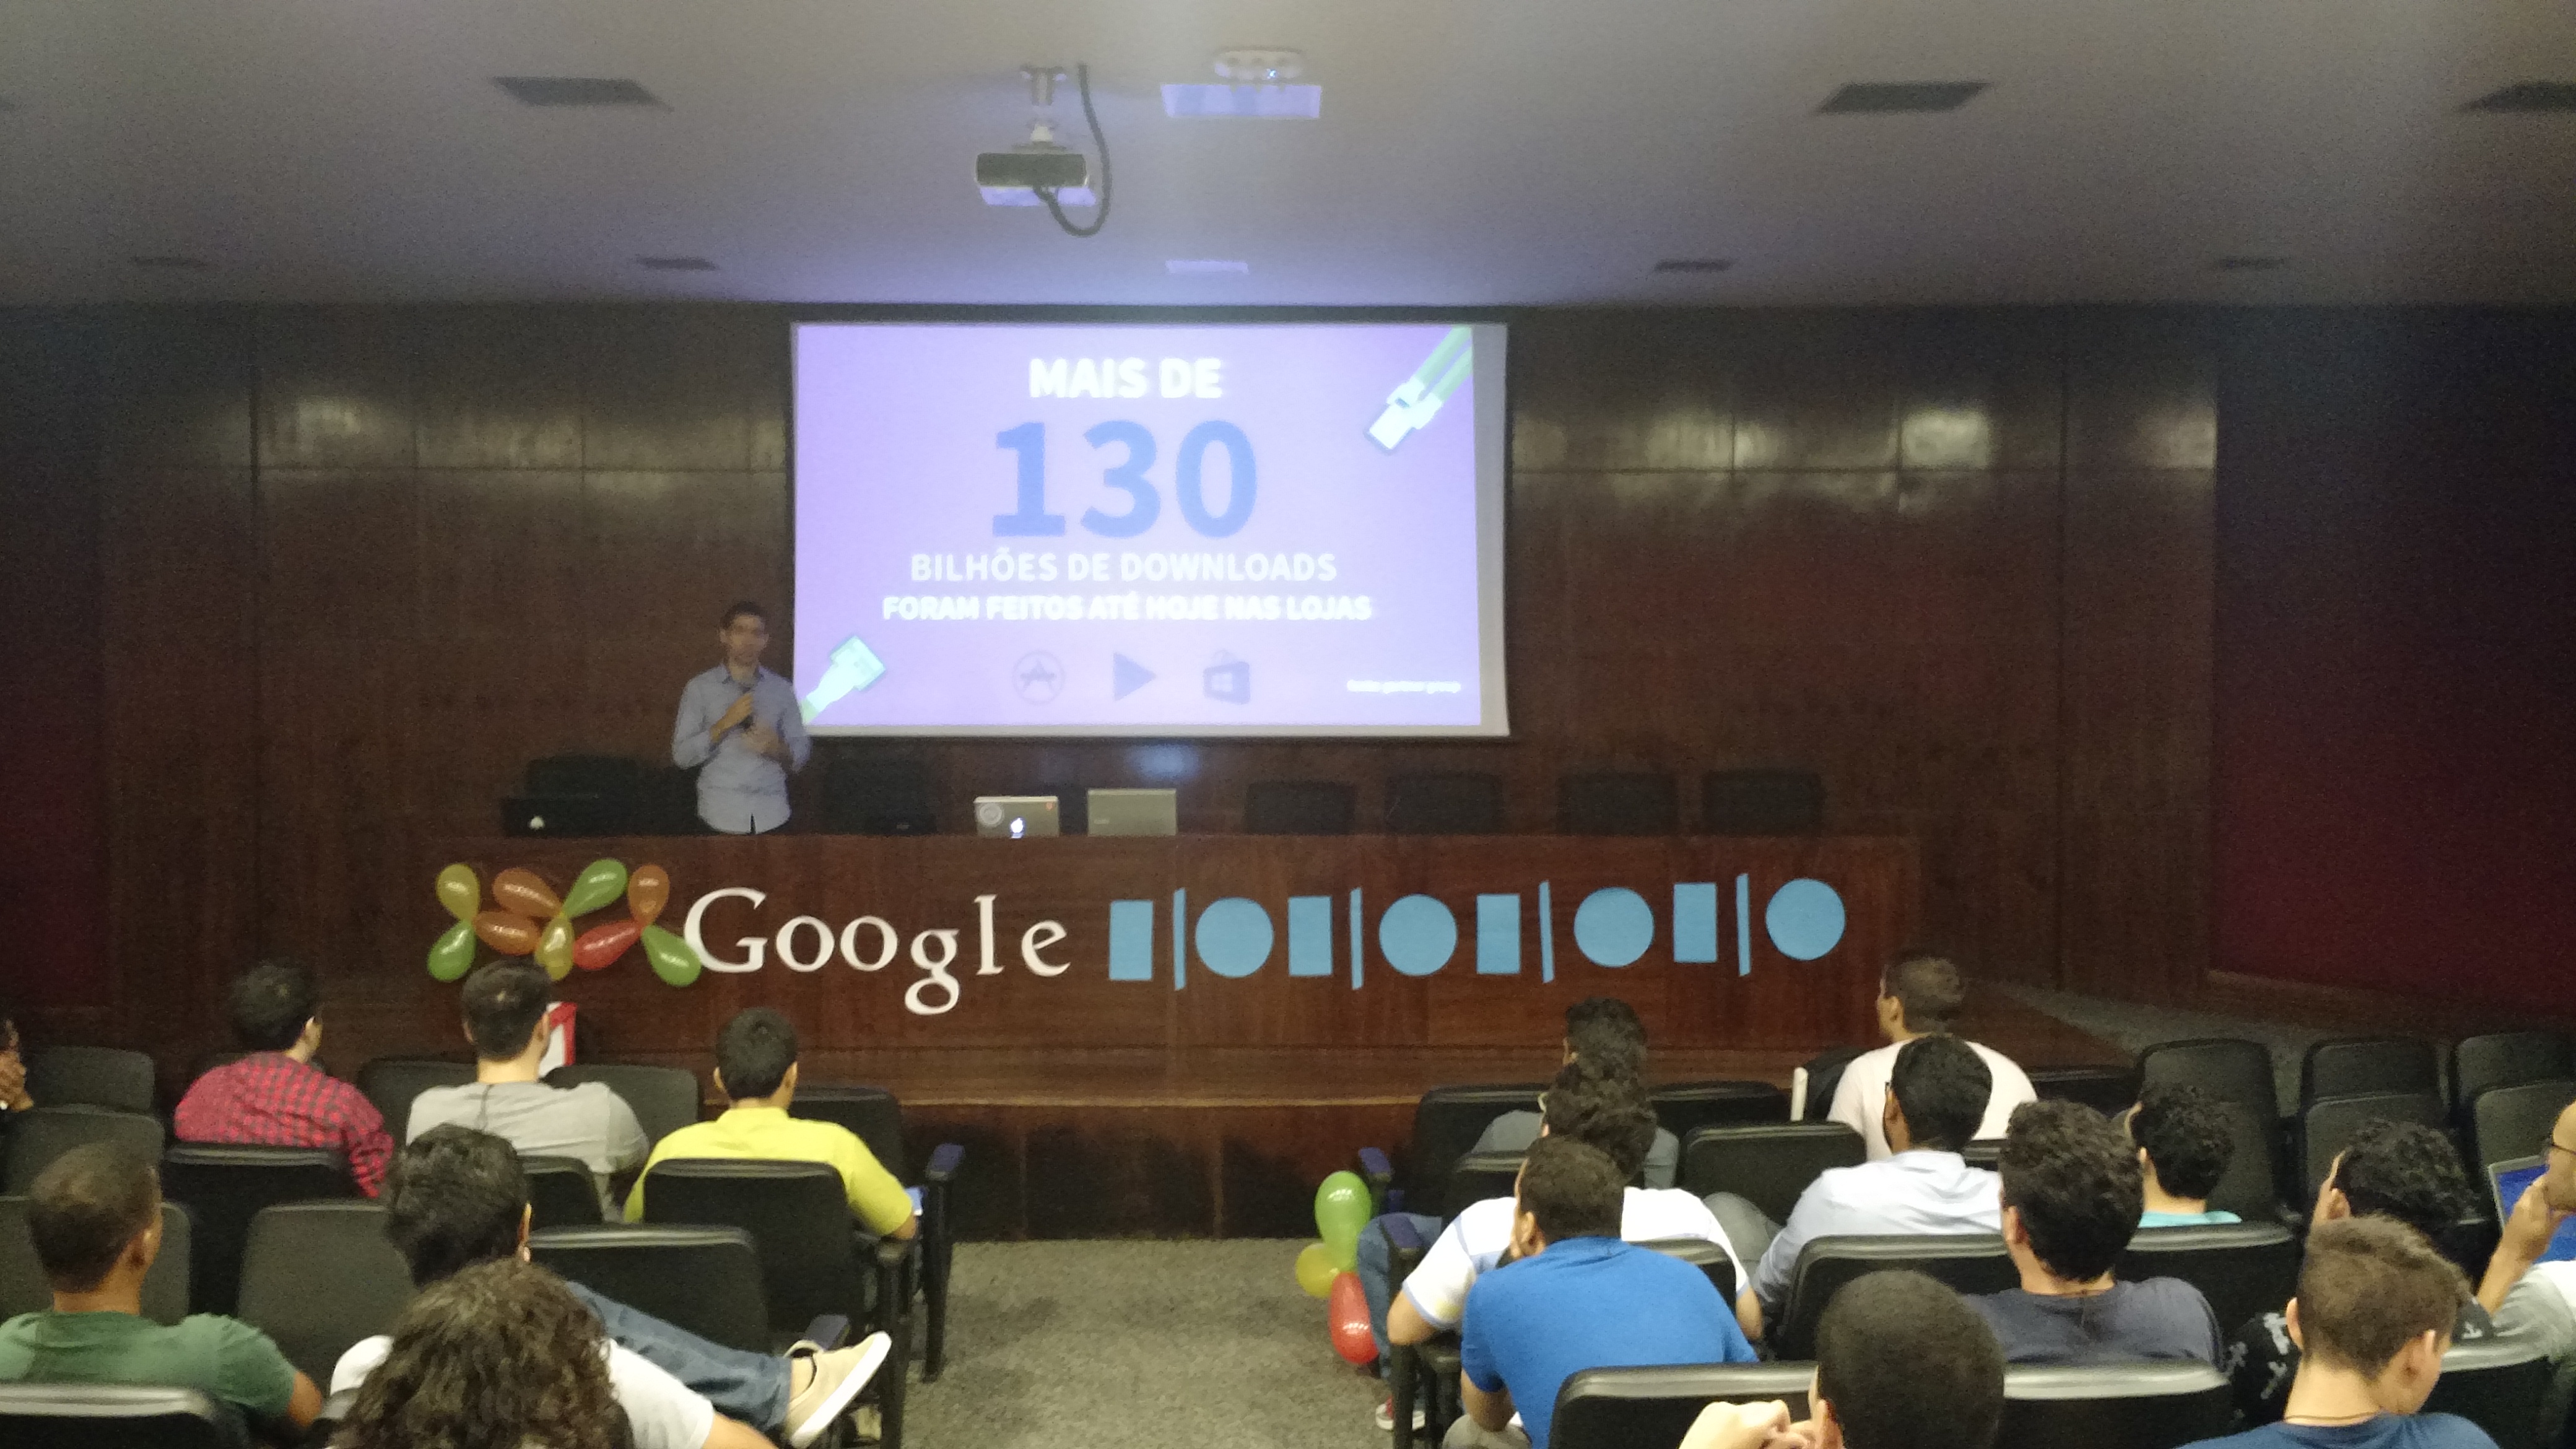 MAIS DE
130
BILHÕES DE DOWNLOADS
FORAM FEITOS ATÉ HOJE NAS LOJAS
Google